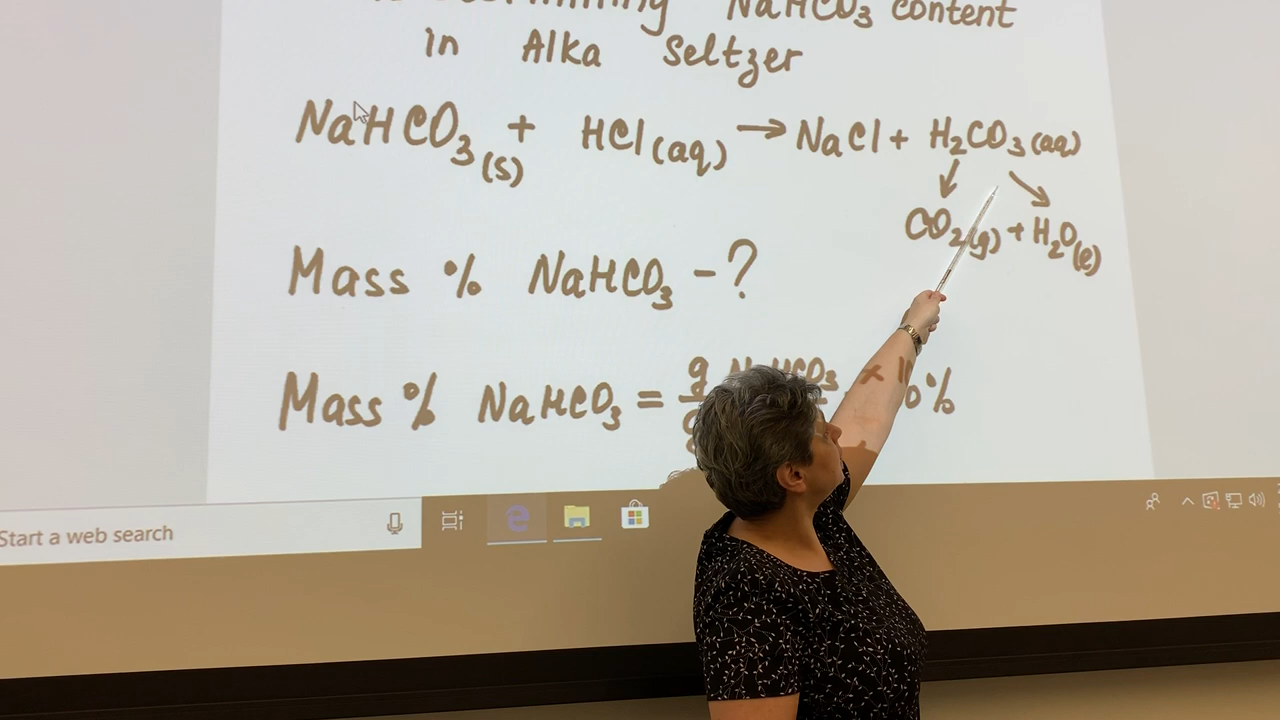 NaHCO3 content
in Alka Seltzer
NaHCO3(s) + HCl(aq) → NaCl + H2CO3(aq)
CO2(g) + H2O(l)
Mass % NaHCO3 - ?
Mass % NaHCO3 = g NaHCO3 × %
Start a web search